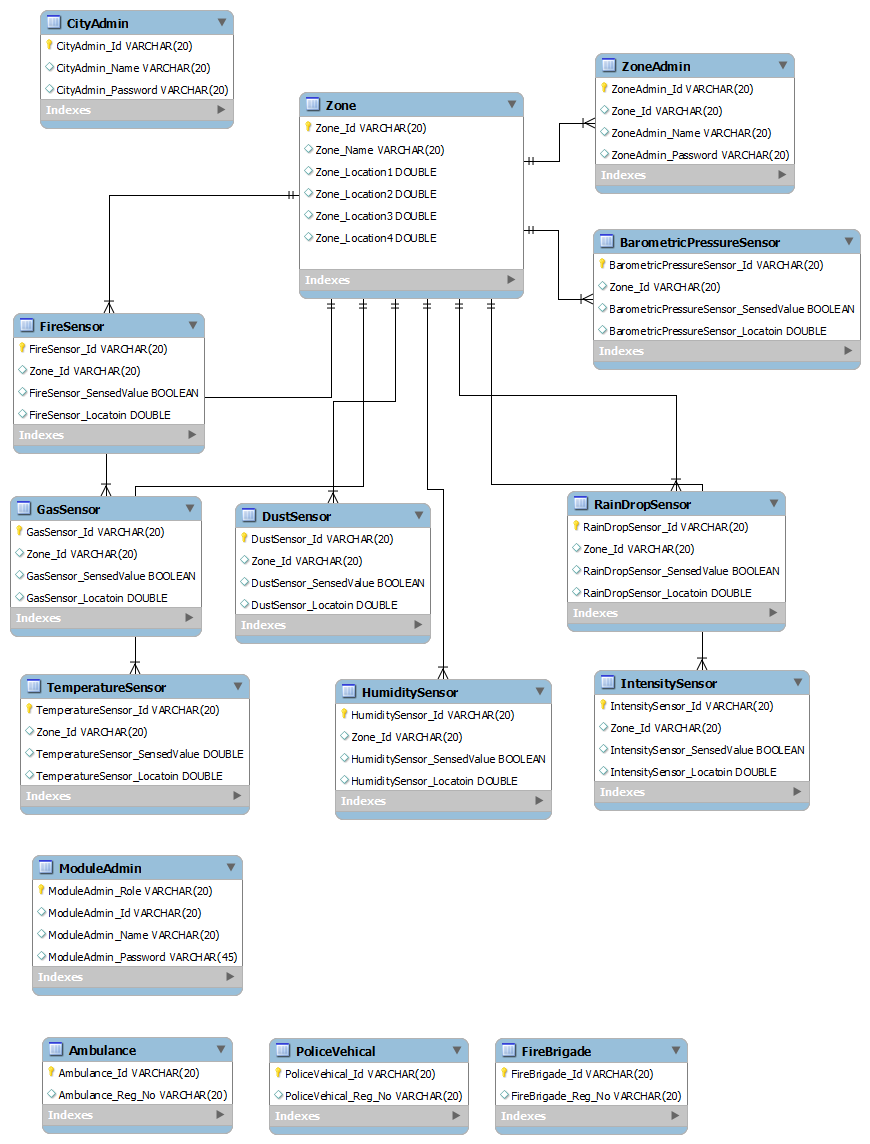 CityAdmin
CityAdmin_Id VARCHAR(20)
CityAdmin_Name VARCHAR(20)
CityAdmin_Password VARCHAR(20)
Indexes
Zone
Zone_Id VARCHAR(20)
Zone_Name VARCHAR(20)
Zone_Location1 DOUBLE
Zone_Location2 DOUBLE
Zone_Location3 DOUBLE
Zone_Location4 DOUBLE
Indexes
ZoneAdmin
ZoneAdmin_Id VARCHAR(20)
Zone_Id VARCHAR(20)
ZoneAdmin_Name VARCHAR(20)
ZoneAdmin_Password VARCHAR(20)
Indexes
BarometricPressureSensor
BarometricPressureSensor_Id VARCHAR(20)
Zone_Id VARCHAR(20)
BarometricPressureSensor_SensedValue BOOLEAN
BarometricPressureSensor_Locatoin DOUBLE
Indexes
FireSensor
FireSensor_Id VARCHAR(20)
Zone_Id VARCHAR(20)
FireSensor_SensedValue BOOLEAN
FireSensor_Locatoin DOUBLE
Indexes
GasSensor
GasSensor_Id VARCHAR(20)
Zone_Id VARCHAR(20)
GasSensor_SensedValue BOOLEAN
GasSensor_Locatoin DOUBLE
Indexes
DustSensor
DustSensor_Id VARCHAR(20)
Zone_Id VARCHAR(20)
DustSensor_SensedValue BOOLEAN
DustSensor_Locatoin DOUBLE
Indexes
RainDropSensor
RainDropSensor_Id VARCHAR(20)
Zone_Id VARCHAR(20)
RainDropSensor_SensedValue BOOLEAN
RainDropSensor_Locatoin DOUBLE
Indexes
TemperatureSensor
TemperatureSensor_Id VARCHAR(20)
Zone_Id VARCHAR(20)
TemperatureSensor_SensedValue DOUBLE
TemperatureSensor_Locatoin DOUBLE
Indexes
HumiditySensor
HumiditySensor_Id VARCHAR(20)
Zone_Id VARCHAR(20)
HumiditySensor_SensedValue BOOLEAN
HumiditySensor_Locatoin DOUBLE
Indexes
IntensitySensor
IntensitySensor_Id VARCHAR(20)
Zone_Id VARCHAR(20)
IntensitySensor_SensedValue BOOLEAN
IntensitySensor_Locatoin DOUBLE
Indexes
ModuleAdmin
ModuleAdmin_Role VARCHAR(20)
ModuleAdmin_Id VARCHAR(20)
ModuleAdmin_Name VARCHAR(20)
ModuleAdmin_Password VARCHAR(45)
Indexes
Ambulance
Ambulance_Id VARCHAR(20)
Ambulance_Reg_No VARCHAR(20)
Indexes
PoliceVehical
PoliceVehical_Id VARCHAR(20)
PoliceVehical_Reg_No VARCHAR(20)
Indexes
FireBrigade
FireBrigade_Id VARCHAR(20)
FireBrigade_Reg_No VARCHAR(20)
Indexes